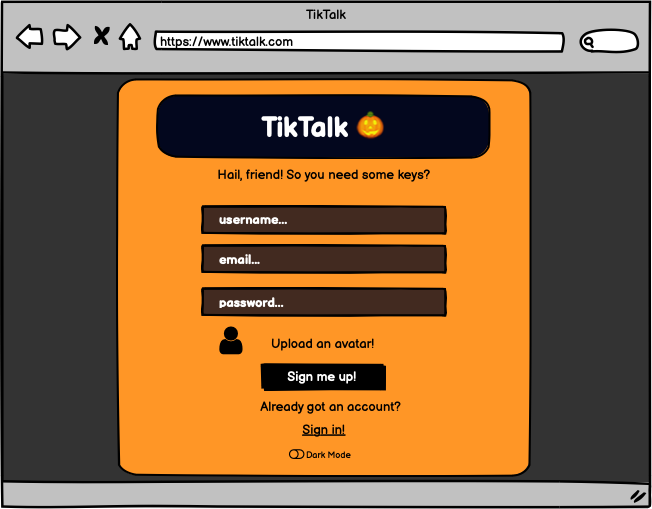 TikTalk
https://www.tiktalk.com
TikTalk 🎃
Hail, friend! So you need some keys?
username...
email...
password...
Upload an avatar!
Sign me up!
Already got an account?
Sign in!
Dark Mode